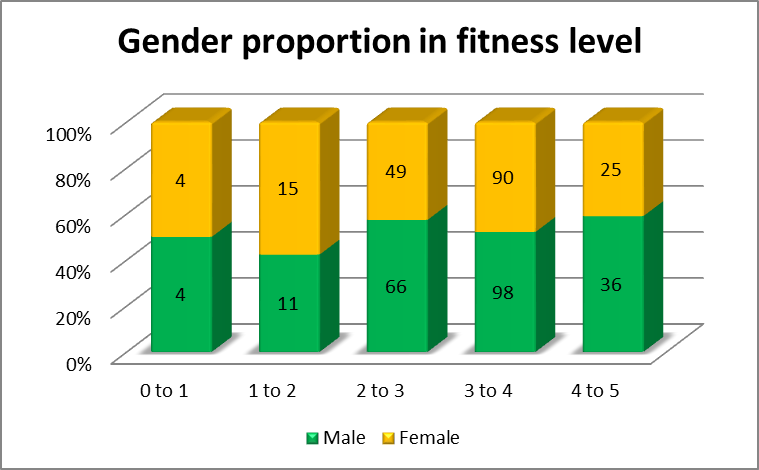 Gender proportion in fitness level
100%
80%
60%
40%
20%
0%
4
15
49
90
25
4
11
66
98
36
0 to 1
1 to 2
2 to 3
3 to 4
4 to 5
Male
Female